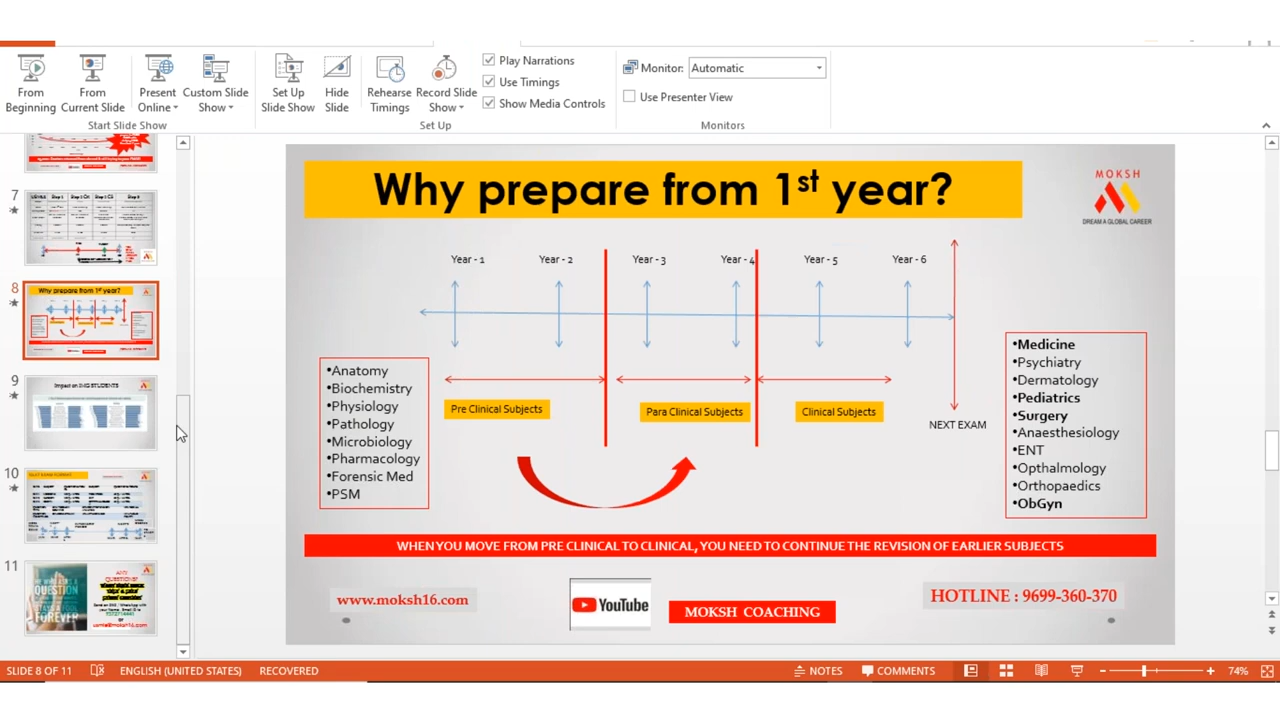 From
Beginning
From
Current Slide
Present
Online
Custom Slide
Show
Set Up
Slide Show
Hide
Slide
Rehearse
Timings
Record Slide
Show
Play Narrations
Use Timings
Show Media Controls
Monitor: Automatic
Use Presenter View
Start Slide Show
Set Up
Monitors
7
8
Why prepare from 1st year?
9
Impact on IMG STUDENTS
10
11
Why prepare from 1st year?
MOKSH
DREAM A GLOBAL CAREER
Year - 1
Year - 2
Year - 3
Year - 4
Year - 5
Year - 6
•Anatomy
•Biochemistry
•Physiology
•Pathology
•Microbiology
•Pharmacology
•Forensic Med
•PSM
Pre Clinical Subjects
Para Clinical Subjects
Clinical Subjects
NEXT EXAM
•Medicine
•Psychiatry
•Dermatology
•Pediatrics
•Surgery
•Anaesthesiology
•ENT
•Opthalmology
•Orthopaedics
•ObGyn
WHEN YOU MOVE FROM PRE CLINICAL TO CLINICAL, YOU NEED TO CONTINUE THE REVISION OF EARLIER SUBJECTS
www.moksh16.com
YouTube
MOKSH COACHING
HOTLINE : 9699-360-370
SLIDE 8 OF 11
ENGLISH (UNITED STATES)
RECOVERED
NOTES
COMMENTS
74%